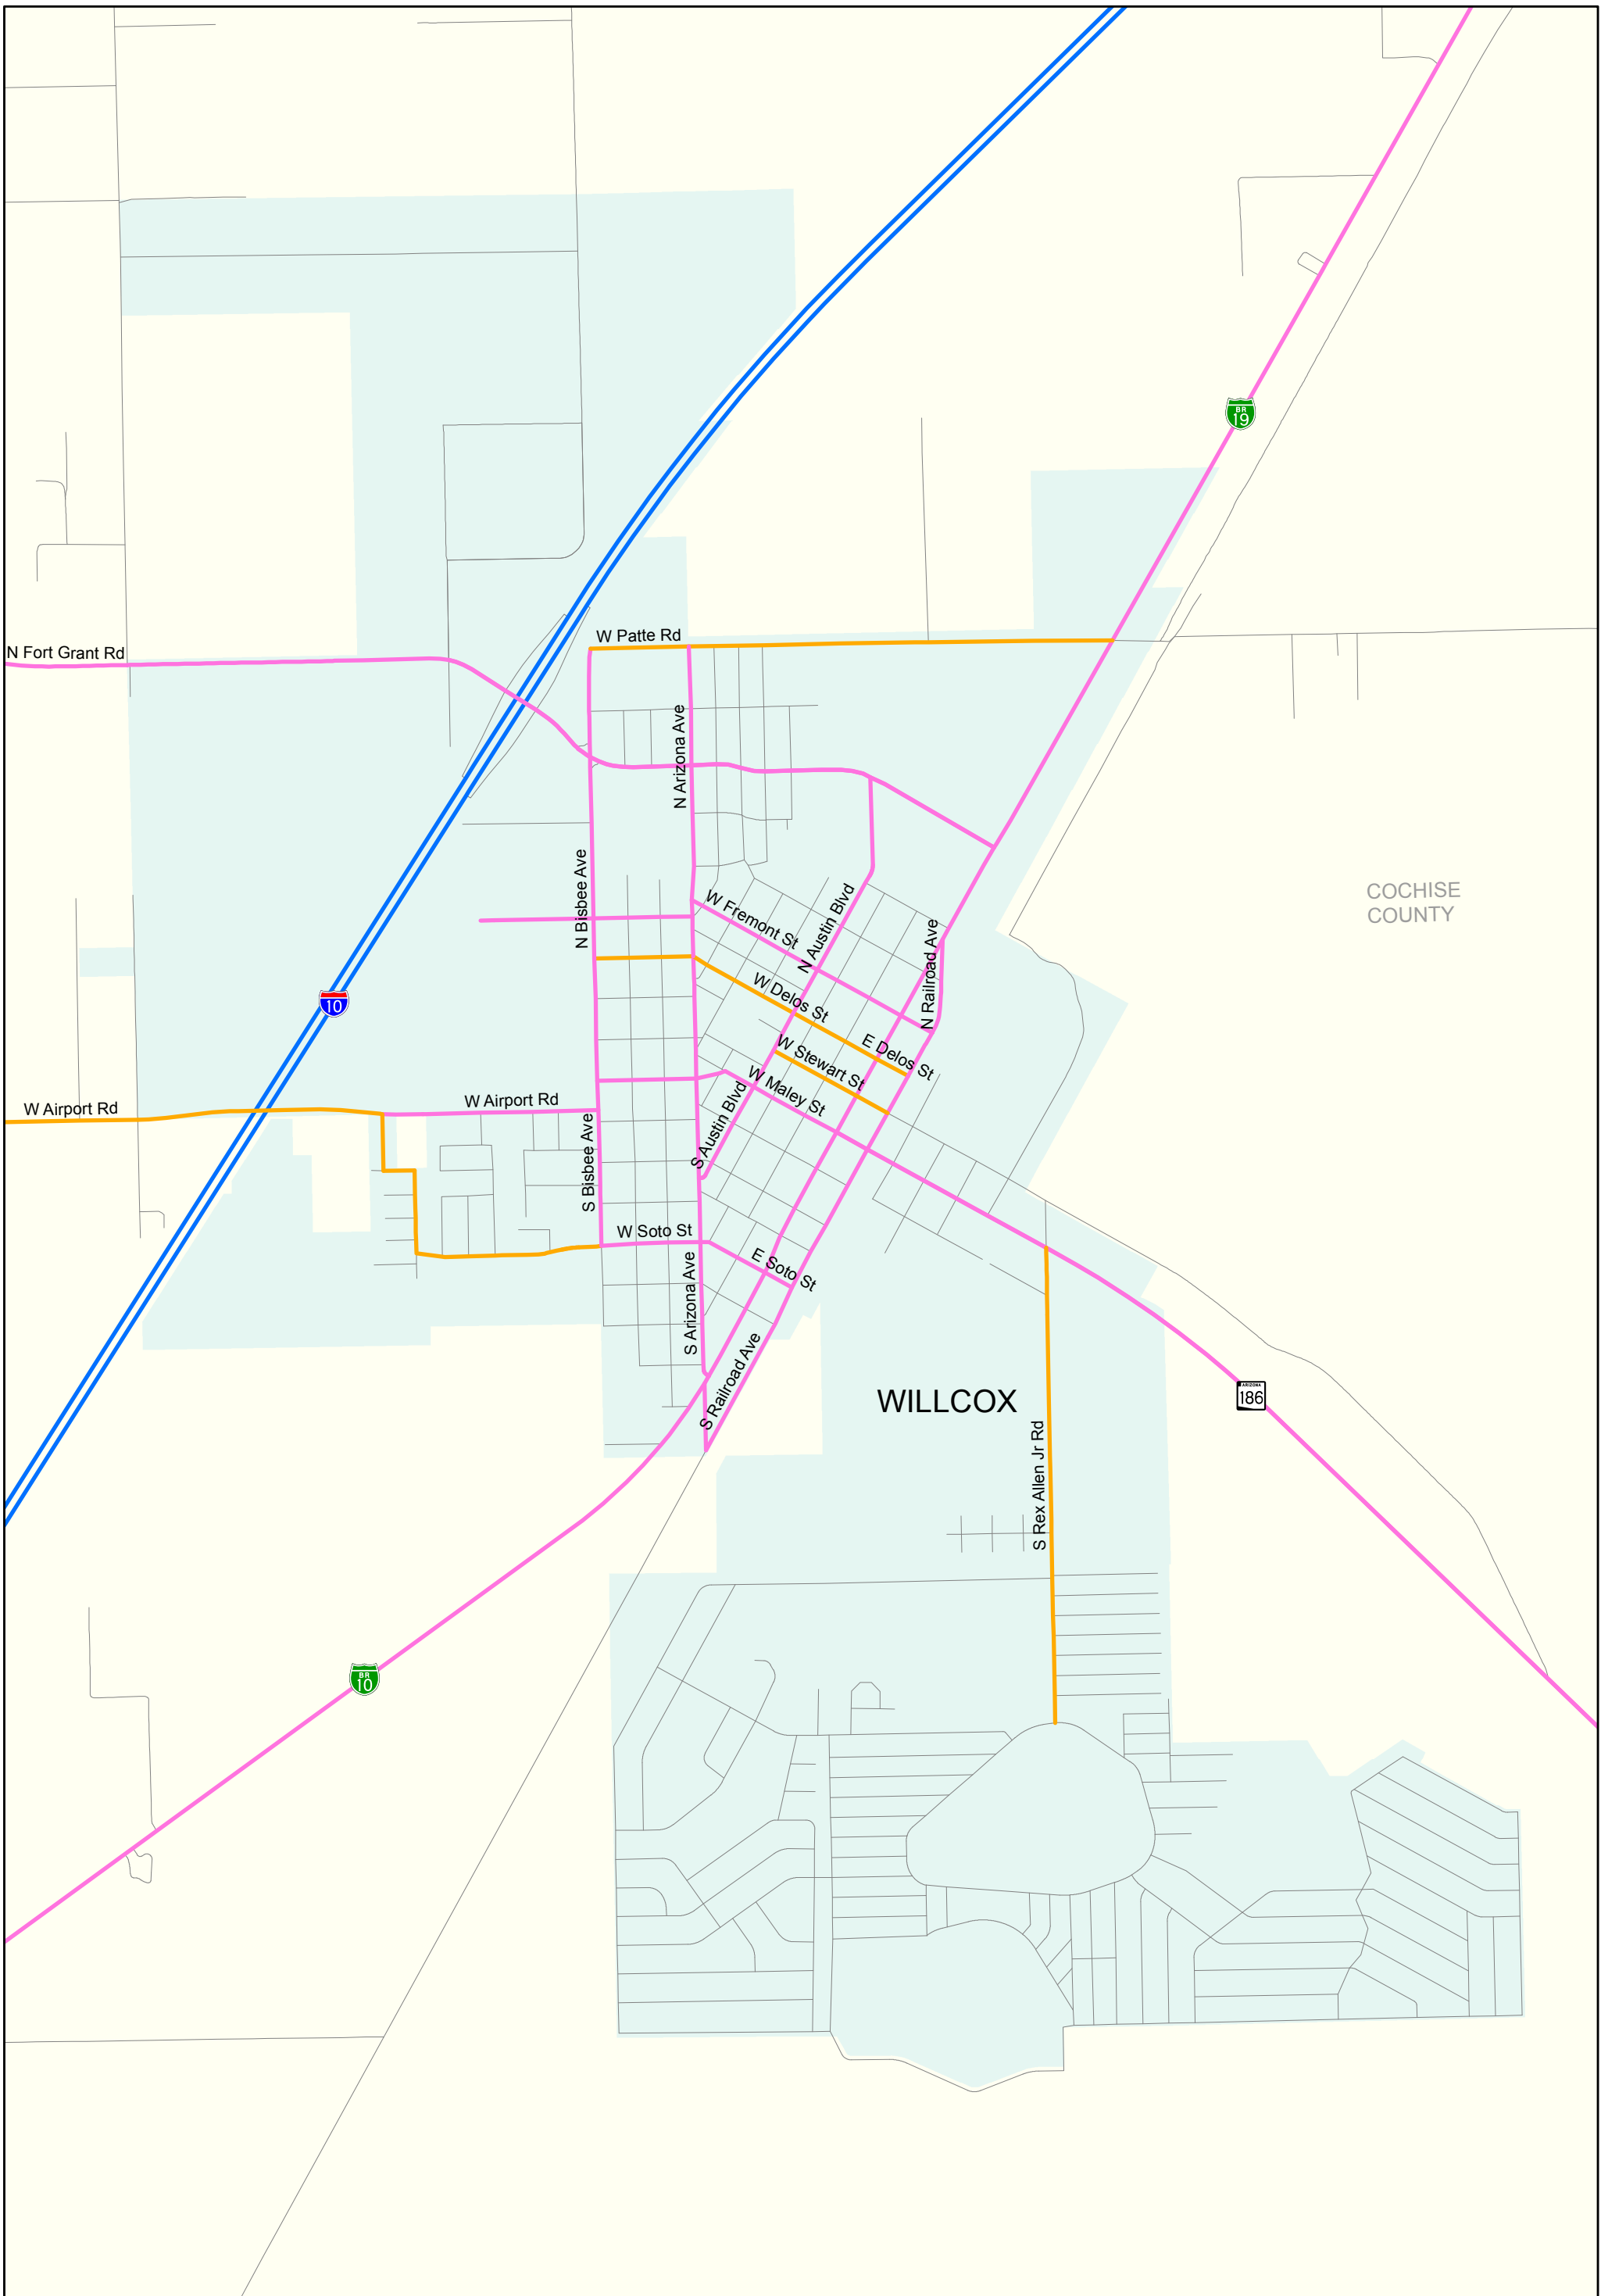 BR
19
W Patte Rd
N Fort Grant Rd
N Arizona Ave
N Bisbee Ave
W Fremont St
N Austin Blvd
COCHISE
COUNTY
N Railroad Ave
W Delos St
10
E Delos St
W Stewart St
W Maley St
W Airport Rd
W Airport Rd
S Austin Blvd
S Bisbee Ave
W Soto St
E Soto St
S Arizona Ave
S Railroad Ave
WILLCOX
ARIZONA
186
S Rex Allen Jr Rd
BR
10